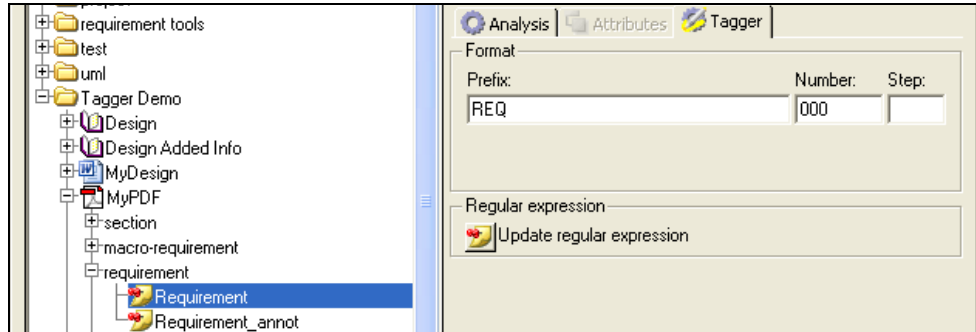 project
requirement tools
test
uml
Tagger Demo
Design
Design Added Info
MyDesign
MyPDF
section
macro-requirement
requirement
Requirement
Requirement_annot
Analysis Attributes Tagger
Format
Prefix: Number: Step:
REQ 000
Regular expression
Update regular expression